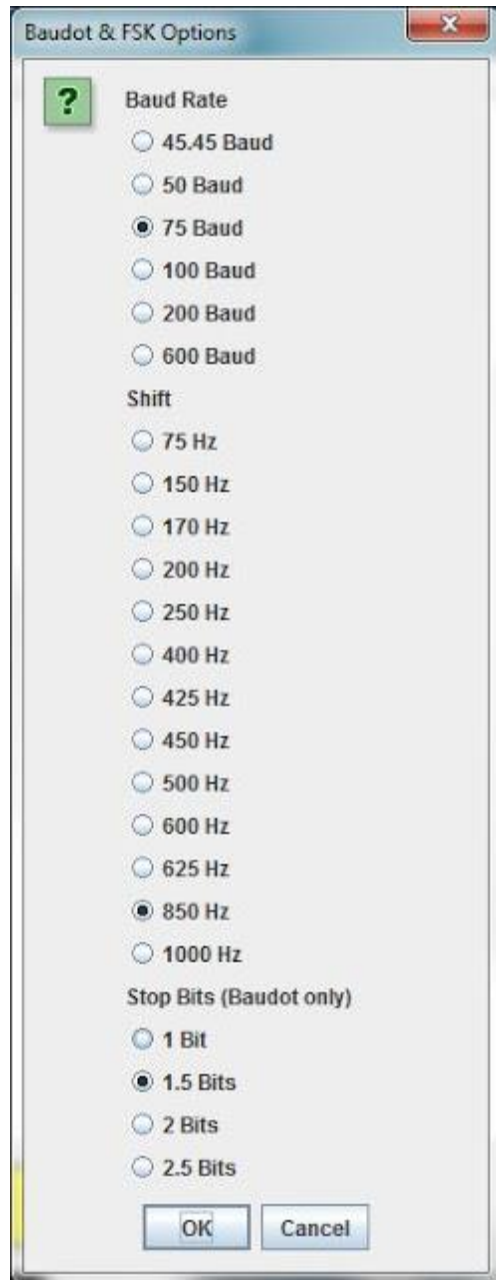 Baudot & FSK Options
?
Baud Rate
45.45 Baud
50 Baud
75 Baud
100 Baud
200 Baud
600 Baud
Shift
75 Hz
150 Hz
170 Hz
200 Hz
250 Hz
400 Hz
425 Hz
450 Hz
500 Hz
600 Hz
625 Hz
850 Hz
1000 Hz
Stop Bits (Baudot only)
1 Bit
1.5 Bits
2 Bits
2.5 Bits
OK Cancel